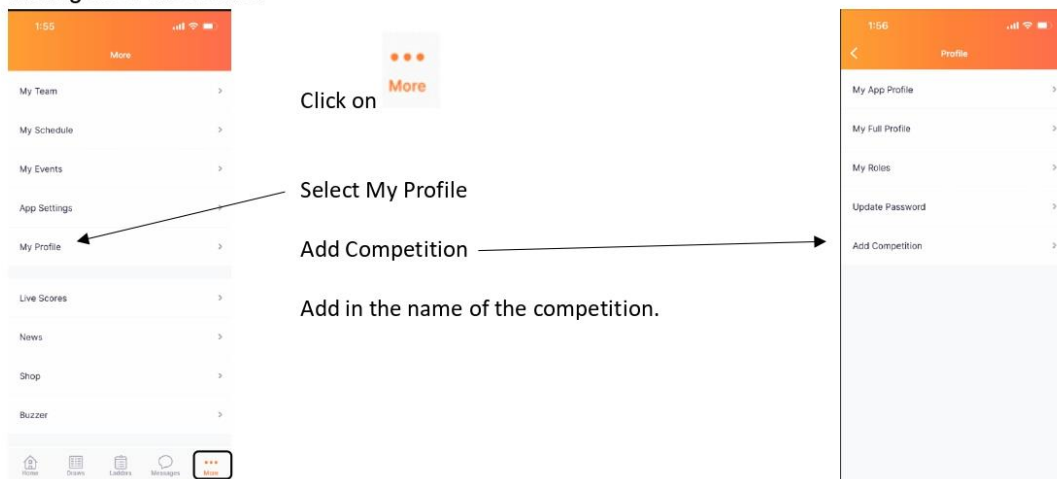 1:55
More
My Team
My Schedule
My Events
App Settings
My Profile
Live Scores
News
Shop
Buzzer
Home
Draws
Ladders
Messages
More
Click on
More
Select My Profile
Add Competition
Add in the name of the competition.
1:56
Profile
My App Profile
My Full Profile
My Roles
Update Password
Add Competition